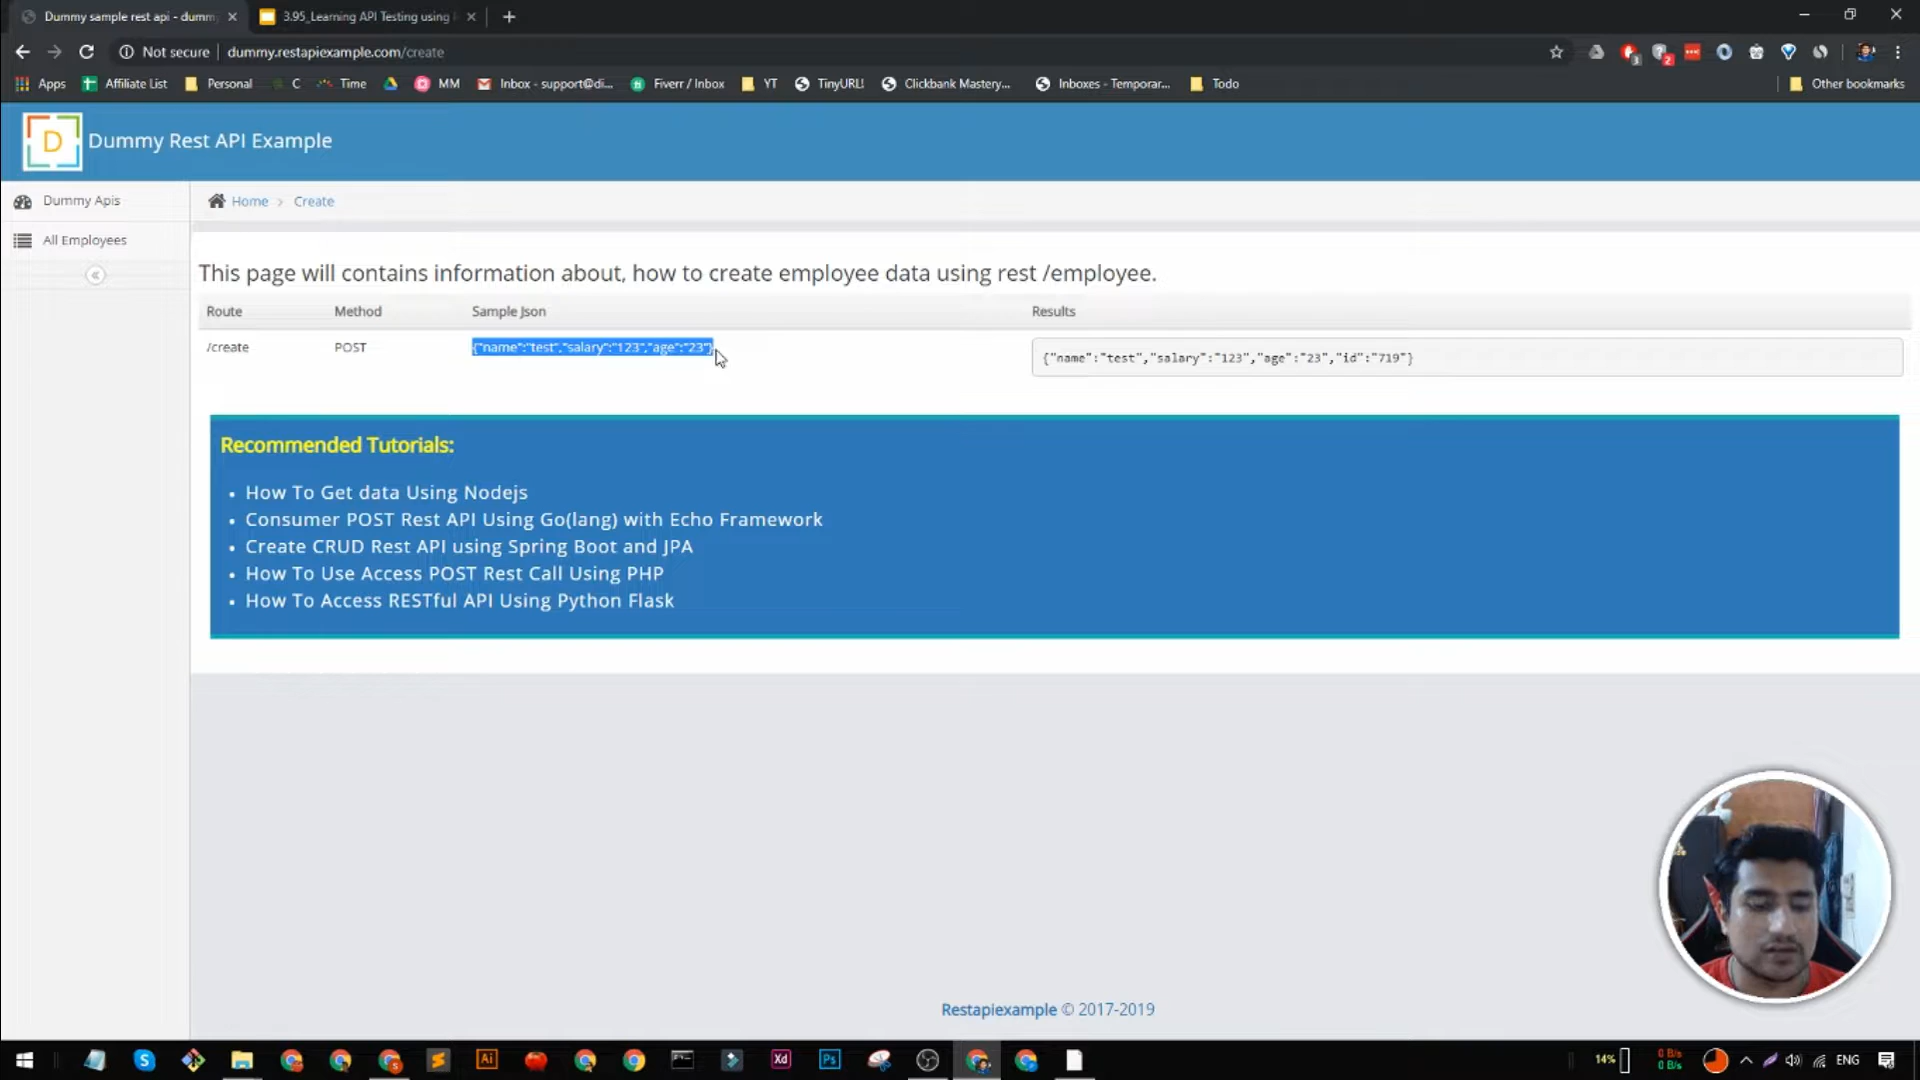 Dummy sample rest api - dumm
3.95_Learning API Testing using
Not secure
dummy.restapiexample.com/create
Apps
Affiliate List
Personal
C
Time
MM
Inbox - support@di...
Fiverr / Inbox
YT
TinyURL!
Clickbank Mastery...
Inboxes - Temporar...
Todo
Other bookmarks
D
Dummy Rest API Example
Dummy Apis
All Employees
Home > Create
This page will contains information about, how to create employee data using rest /employee.
Route Method Sample Json Results
/create POST {"name":"test","salary":"123","age":"23"}
{"name":"test","salary":"123","age":"23","id":"719"}
Recommended Tutorials:
• How To Get data Using Nodejs
• Consumer POST Rest API Using Go(lang) with Echo Framework
• Create CRUD Rest API using Spring Boot and JPA
• How To Use Access POST Rest Call Using PHP
• How To Access RESTful API Using Python Flask
Restapiexample © 2017-2019
Ai
Xd
Ps
14%
0 B/s
0 B/s
ENG